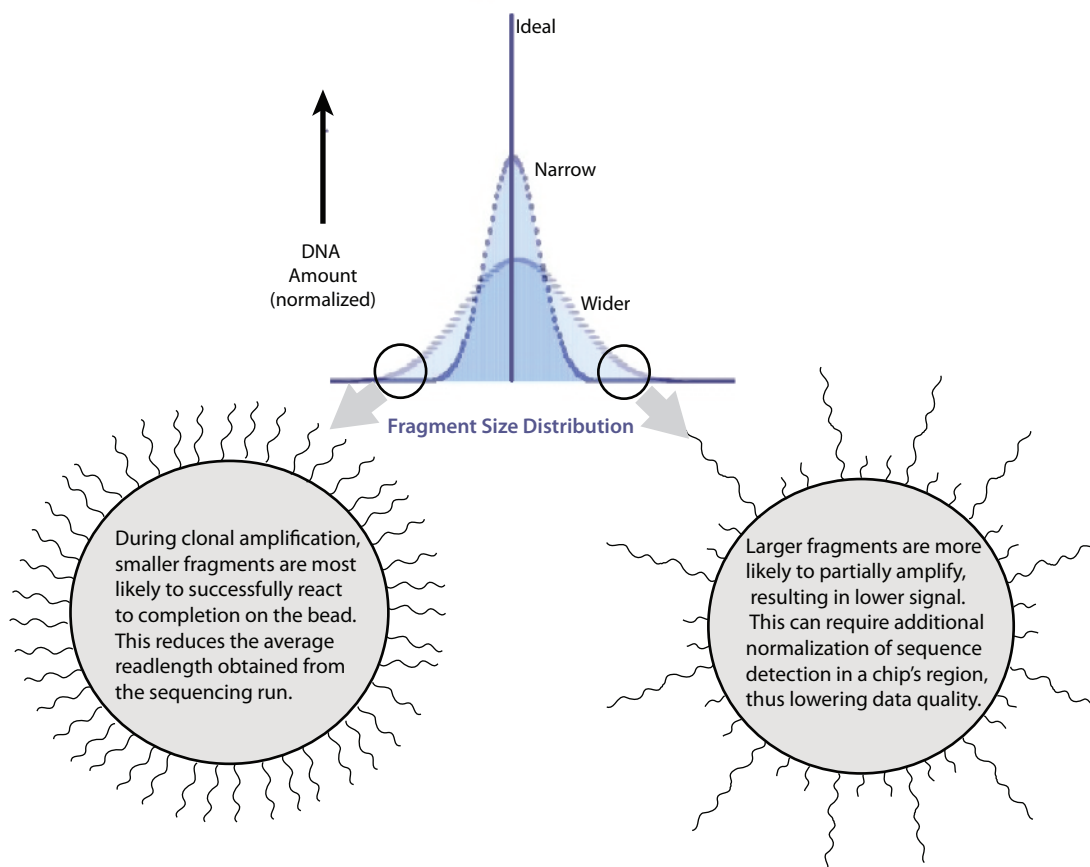 Ideal
Narrow
DNA
Amount
(normalized)
Wider
Fragment Size Distribution
During clonal amplification,
smaller fragments are most
likely to successfully react
to completion on the bead.
This reduces the average
readlength obtained from
the sequencing run.
Larger fragments are more
likely to partially amplify,
resulting in lower signal.
This can require additional
normalization of sequence
detection in a chip's region,
thus lowering data quality.